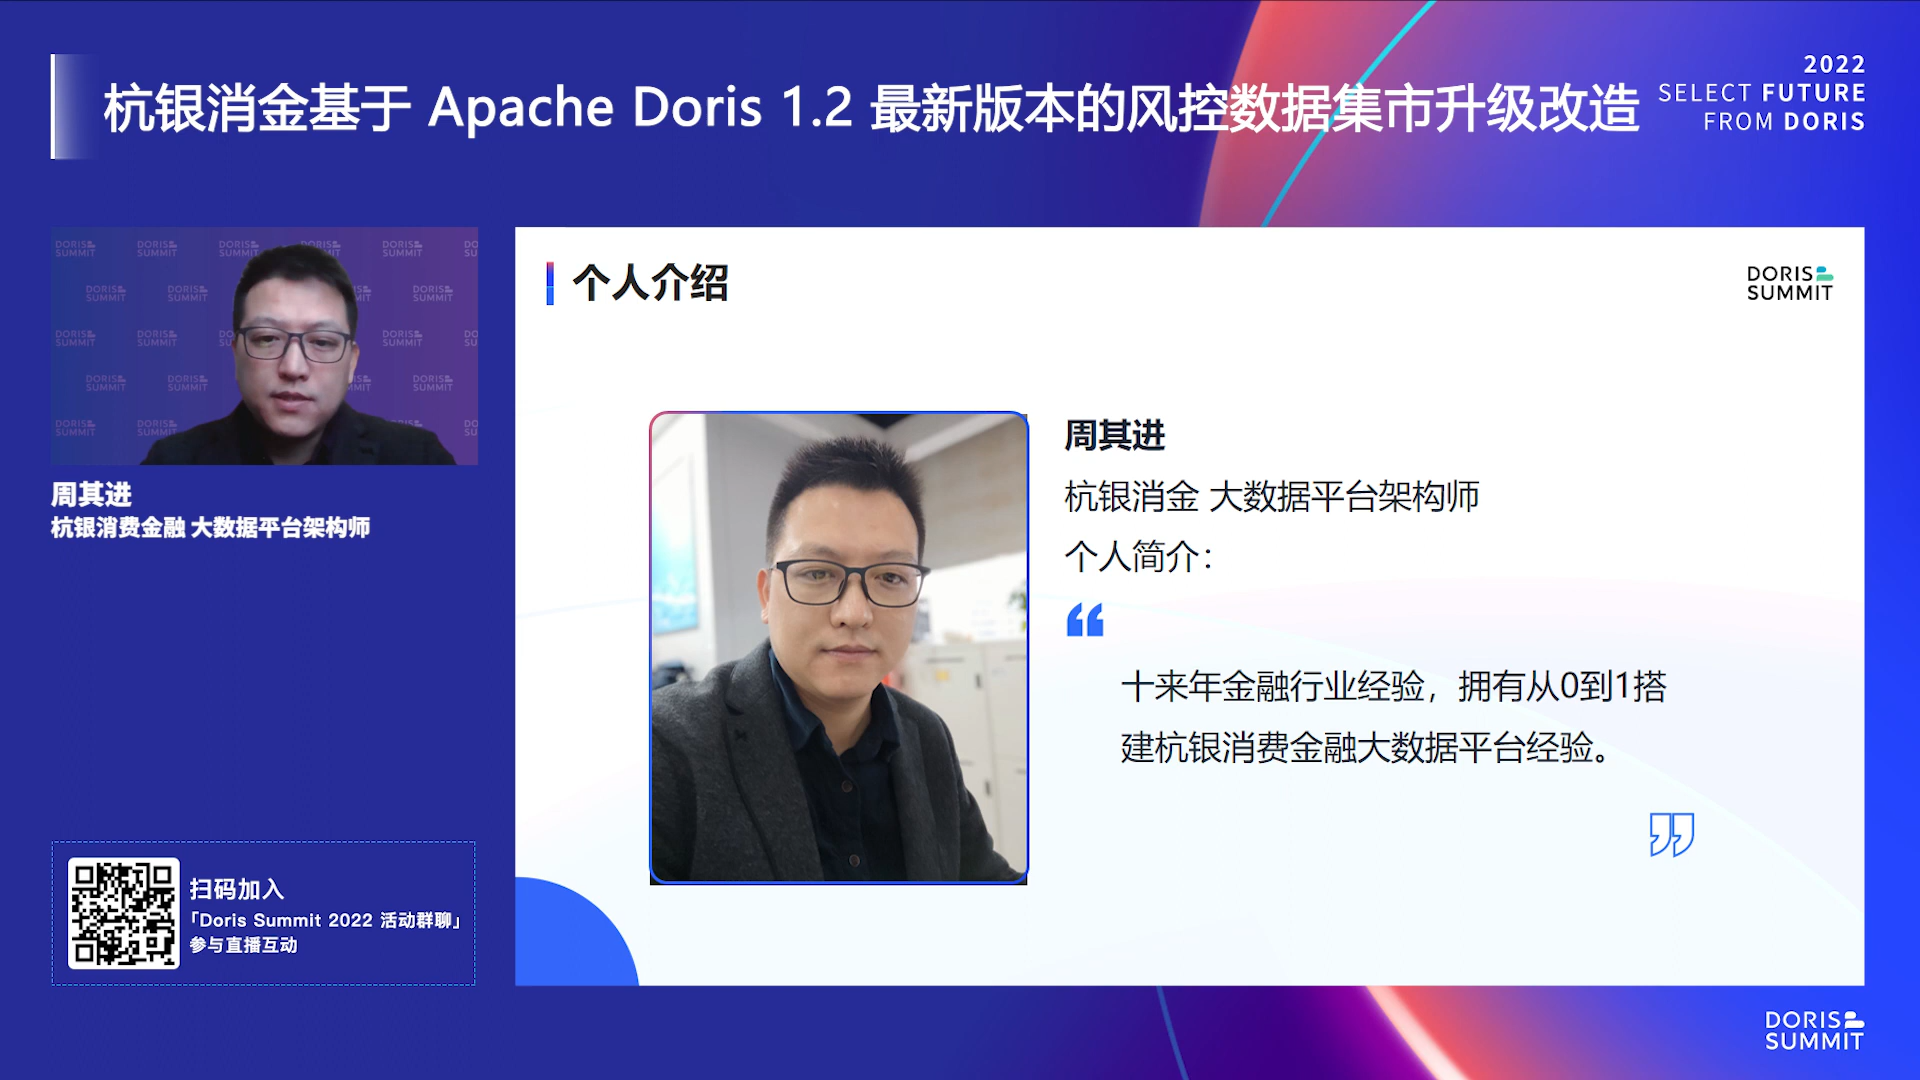 杭银消金基于 Apache Doris 1.2 最新版本的风控数据集市升级改造
2022
SELECT FUTURE
FROM DORIS
DORIS
SUMMIT
周其进
杭银消费金融 大数据平台架构师
扫码加入
「Doris Summit 2022 活动群聊」
参与直播互动
个人介绍
DORIS
SUMMIT
周其进
杭银消金 大数据平台架构师
个人简介：
“
十来年金融行业经验，拥有从0到1搭
建杭银消费金融大数据平台经验。
”
DORIS
SUMMIT